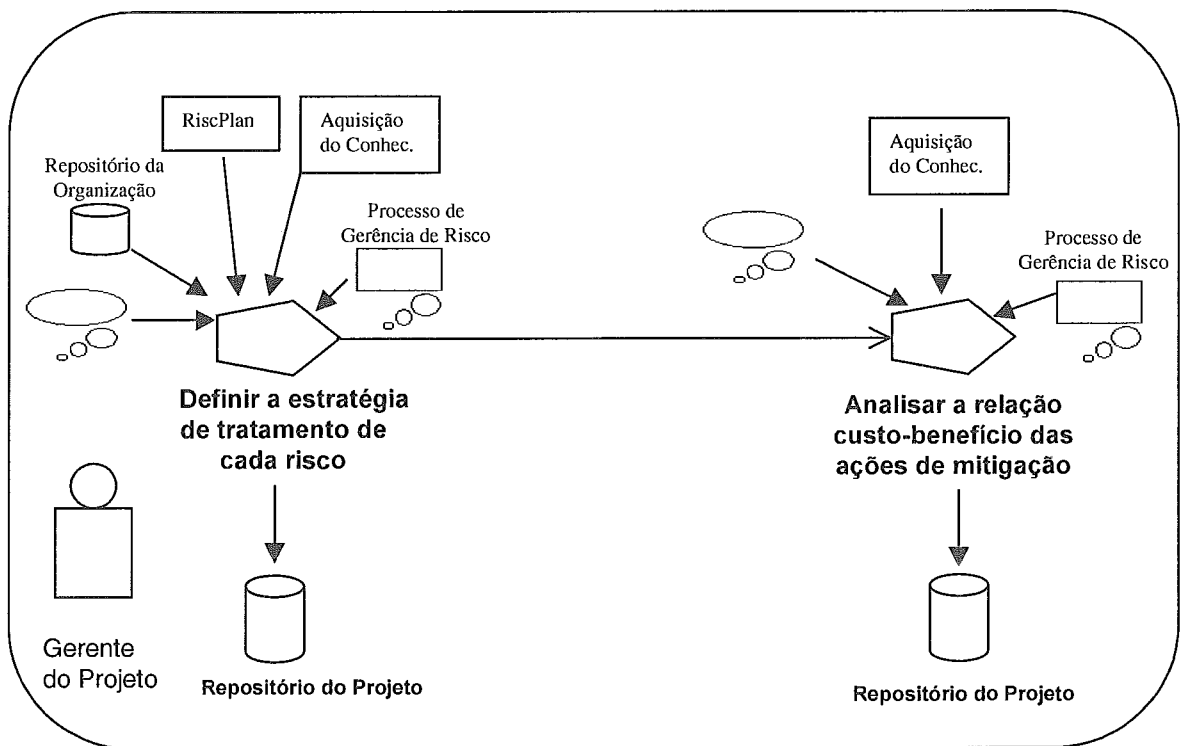 RiscPlan
Aquisição
do Conhec.
Repositório da
Organização
Processo de
Gerência de Risco
Definir a estratégia
de tratamento de
cada risco
Gerente
do Projeto
Repositório do Projeto
Aquisição
do Conhec.
Processo de
Gerência de Risco
Analisar a relação
custo-benefício das
ações de mitigação
Repositório do Projeto